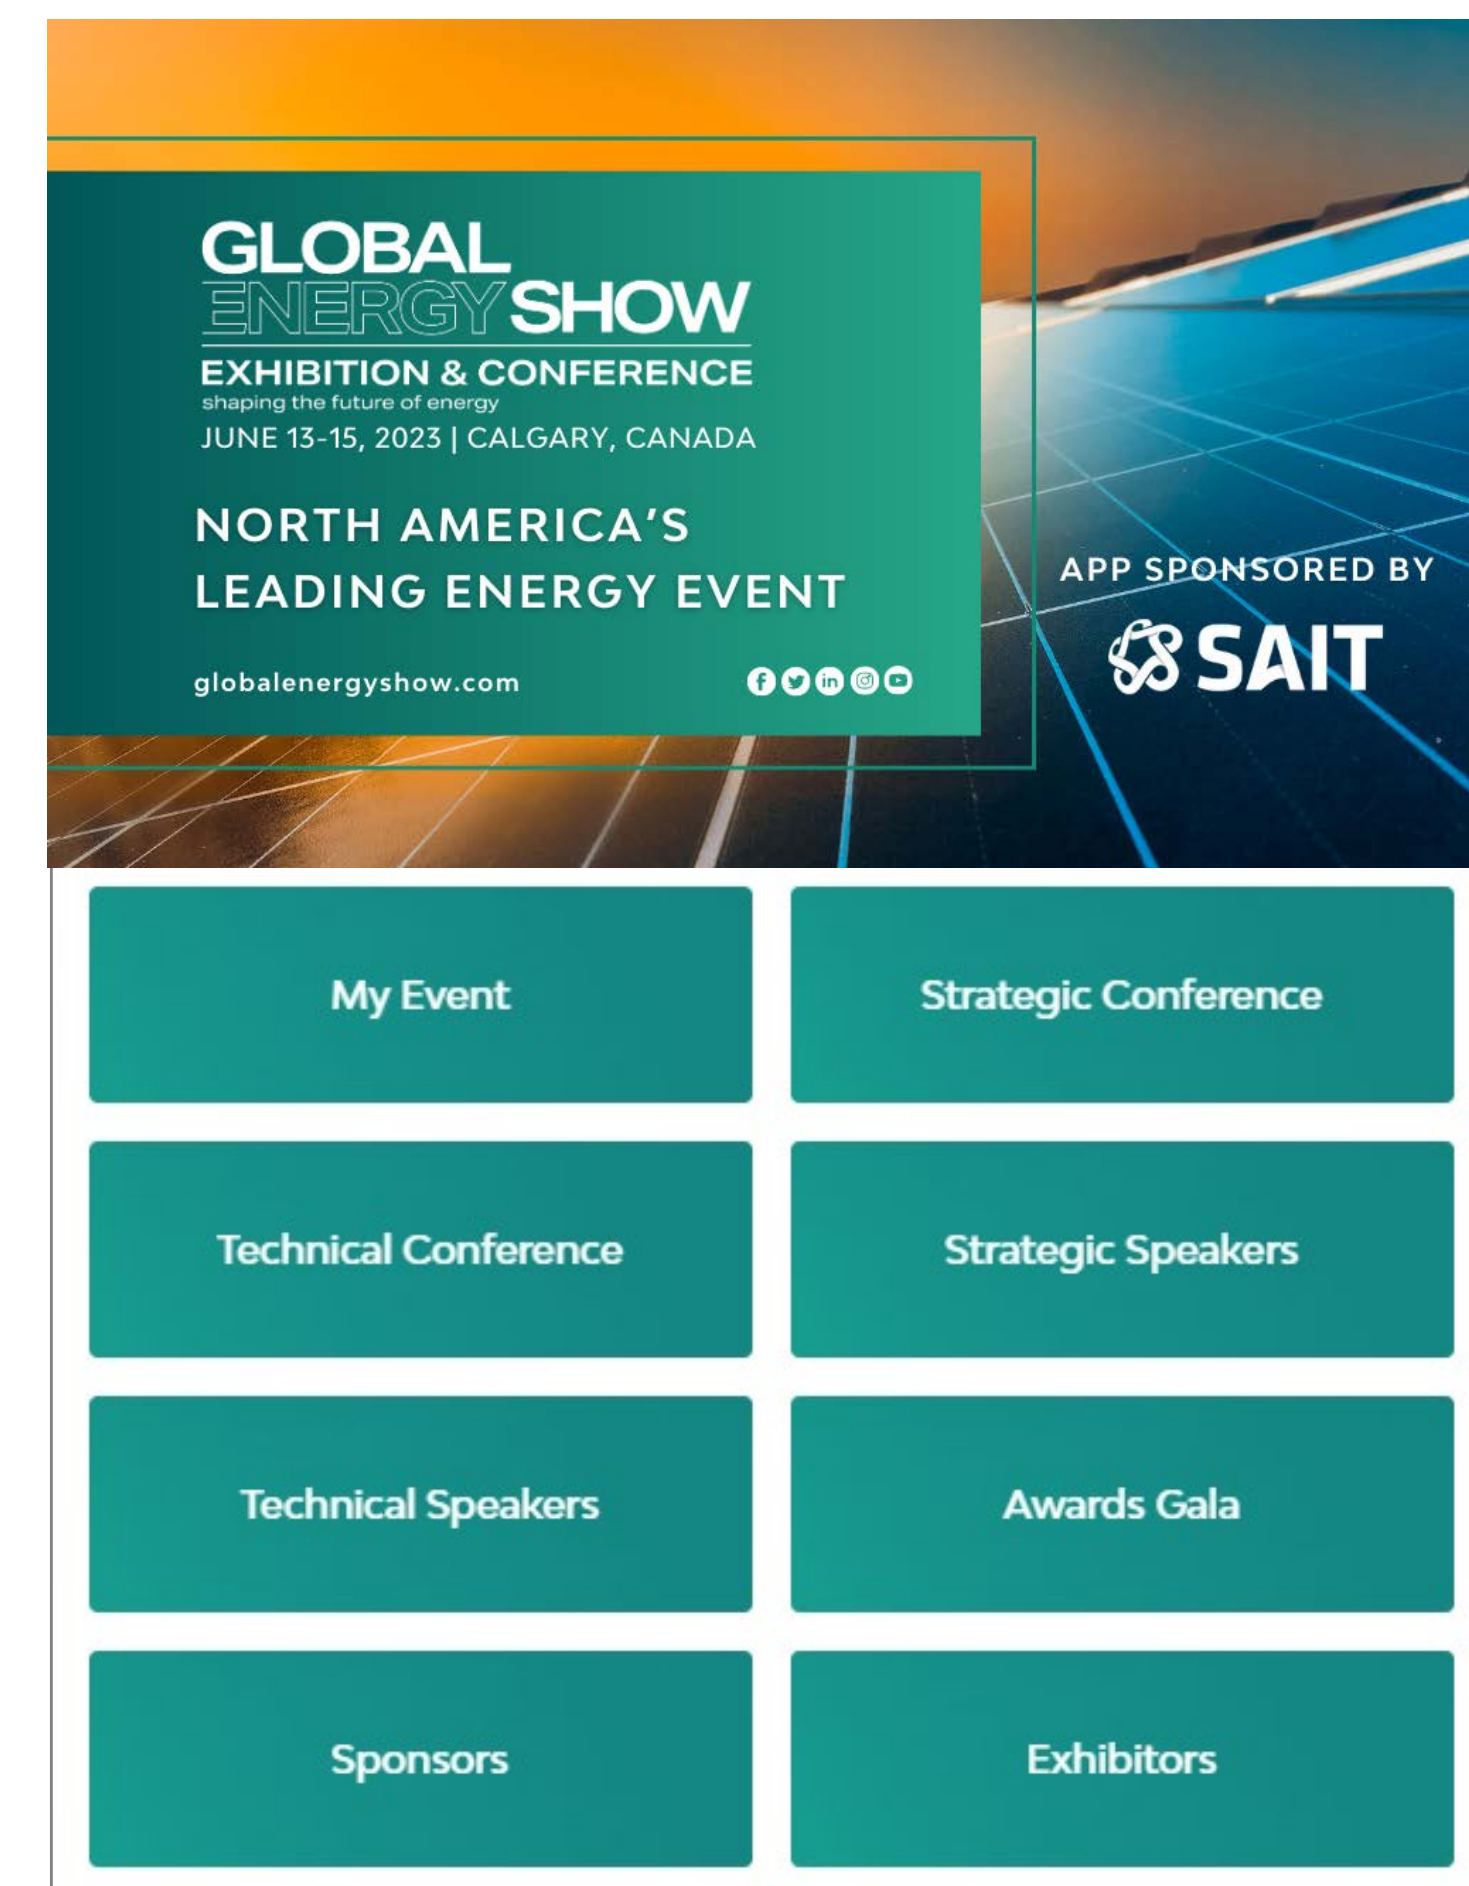 GLOBAL
ENERGY SHOW
EXHIBITION & CONFERENCE
shaping the future of energy
JUNE 13-15, 2023 | CALGARY, CANADA
NORTH AMERICA'S
LEADING ENERGY EVENT
globalenergyshow.com
APP SPONSORED BY
SAIT
My Event
Strategic Conference
Technical Conference
Strategic Speakers
Technical Speakers
Awards Gala
Sponsors
Exhibitors